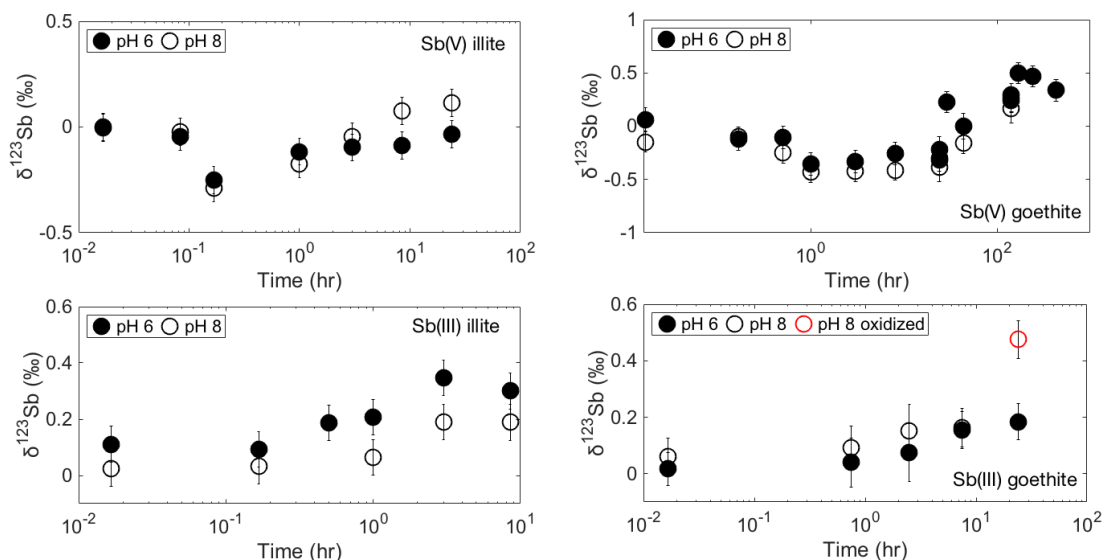 0.5
0
-0.5
δ¹²³Sb (‰)
pH 6 pH 8
Sb(V) illite
10⁻² 10⁻¹ 10⁰ 10¹ 10²
Time (hr)
1
0.5
0
-0.5
-1
δ¹²³Sb (‰)
pH 6 pH 8
Sb(V) goethite
10⁰ 10²
Time (hr)
0.6
0.4
0.2
0
δ¹²³Sb (‰)
pH 6 pH 8
Sb(III) illite
10⁻² 10⁻¹ 10⁰ 10¹
Time (hr)
0.6
0.4
0.2
0
δ¹²³Sb (‰)
pH 6 pH 8 pH 8 oxidized
Sb(III) goethite
10⁻² 10⁻¹ 10⁰ 10¹ 10²
Time (hr)